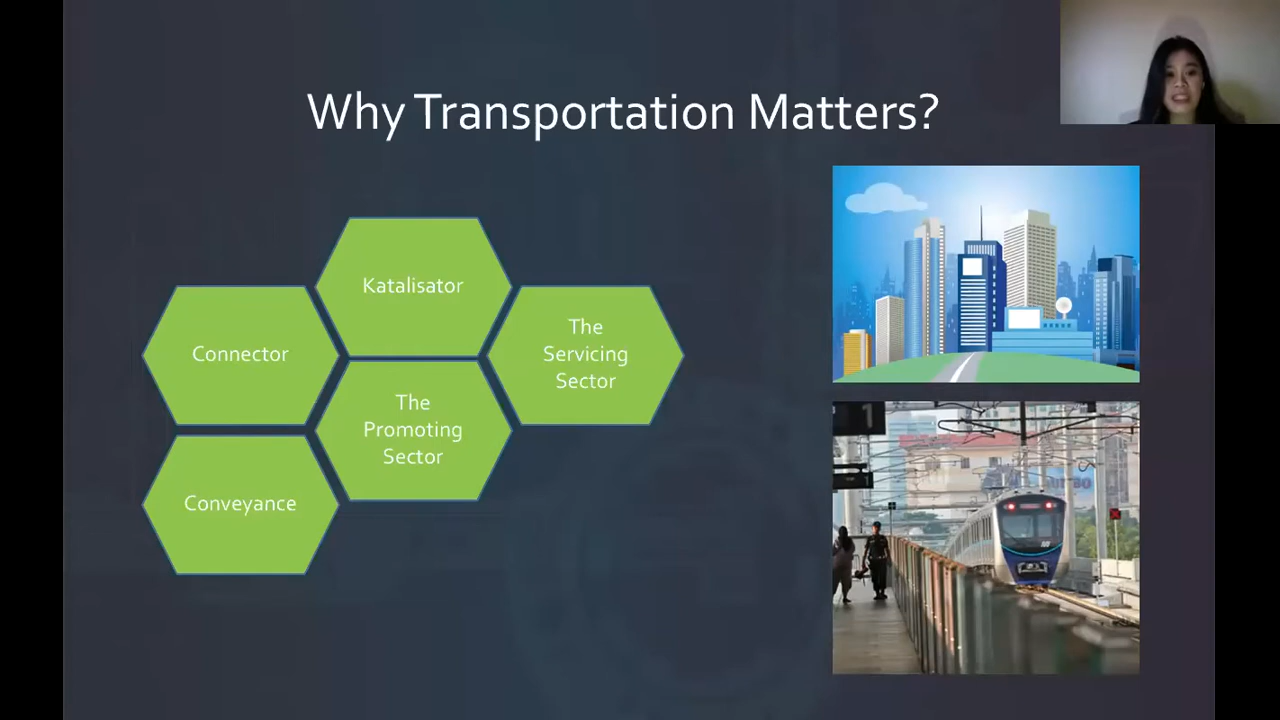 Why Transportation Matters?
Katalisator
Connector
The
Servicing
Sector
The
Promoting
Sector
Conveyance
1